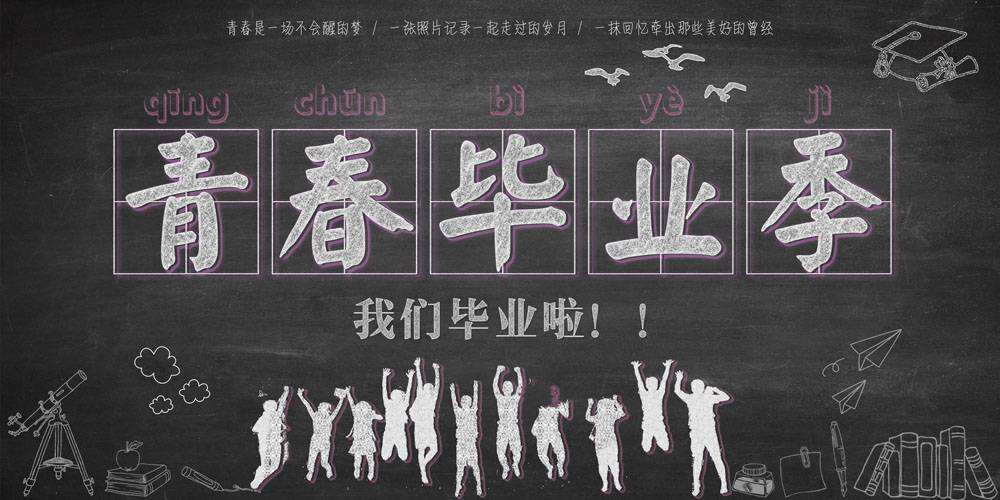 青春是一场不会醒的梦 / 一张照片记录一起走过的岁月 / 一抹回忆牵出那些美好的曾经
qīng chūn bì yè jì
青春毕业季
我们毕业啦！！